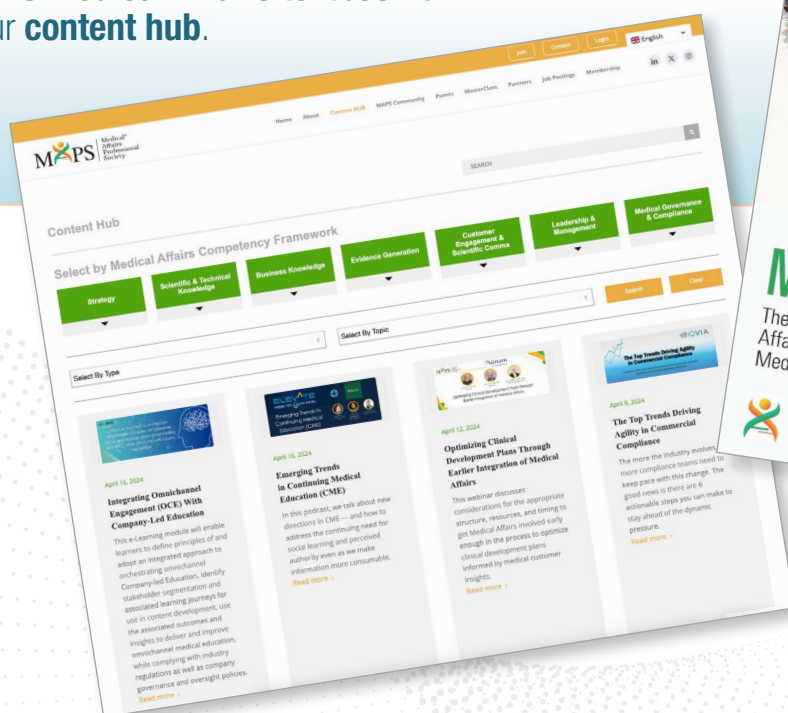 ur content hub.
Join
Contact
Login
English
Home About Content HUB MAPS Community Events MasterClass Partners Job Postings Membership
in X
MAPS Medical Affairs Professional Society
SEARCH
Content Hub
Select by Medical Affairs Competency Framework
Strategy
Scientific & Technical
Knowledge
Business Knowledge
Evidence Generation
Customer
Engagement &
Scientific Comms
Leadership &
Management
Medical Governance
& Compliance
Select By Type
Select By Topic
Search
Clear
April 16, 2024
Integrating Omnichannel
Engagement (OCE) With
Company-Led Education
This e-Learning module will enable
learners to define principles of and
adopt an integrated approach to
orchestrating omnichannel
Company-led Education, identify
stakeholder segmentation and
associated learning journeys for
use in content development, use
the associated outcomes and
insights to deliver and improve
omnichannel medical education,
while complying with industry
regulations as well as company
governance and oversight policies.
Read more ›
ELEVATE
Emerging Trends in
Continuing Medical
Education (CME)
April 16, 2024
Emerging Trends
in Continuing Medical
Education (CME)
In this podcast, we talk about new
directions in CME — and how to
address the continuing need for
social learning and perceived
authority even as we make
information more consumable.
Read more ›
MAPS
Putnam
Optimizing Clinical Development Plans Through
Earlier Integration of Medical Affairs
April 12, 2024
Optimizing Clinical
Development Plans Through
Earlier Integration of Medical
Affairs
This webinar discusses
considerations for the appropriate
structure, resources, and timing to
get Medical Affairs involved early
enough in the process to optimize
clinical development plans
informed by medical customer
insights.
Read more ›
IQVIA
The Top Trends Driving Agility
in Commercial Compliance
April 9, 2024
The Top Trends Driving
Agility in Commercial
Compliance
The more the industry evolves,
more compliance teams need to
keep pace with this change. The
good news is there are 6
actionable steps you can make to
stay ahead of the dynamic
pressure.
Read more ›
M
The
Affa
Med